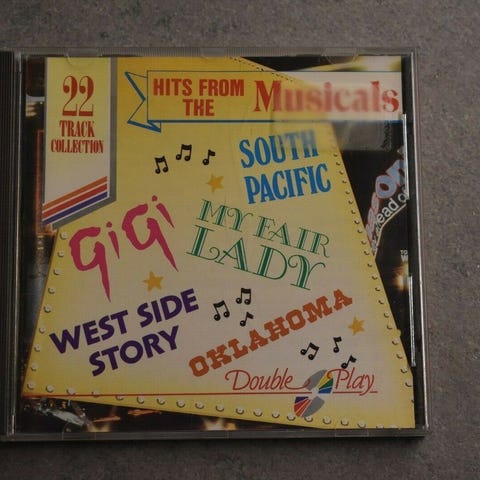 22
TRACK
COLLECTION
HITS FROM
THE
Musicals
SOUTH
PACIFIC
GiGi
MY FAIR
LADY
WEST SIDE
STORY
OKLAHOMA
Double Play